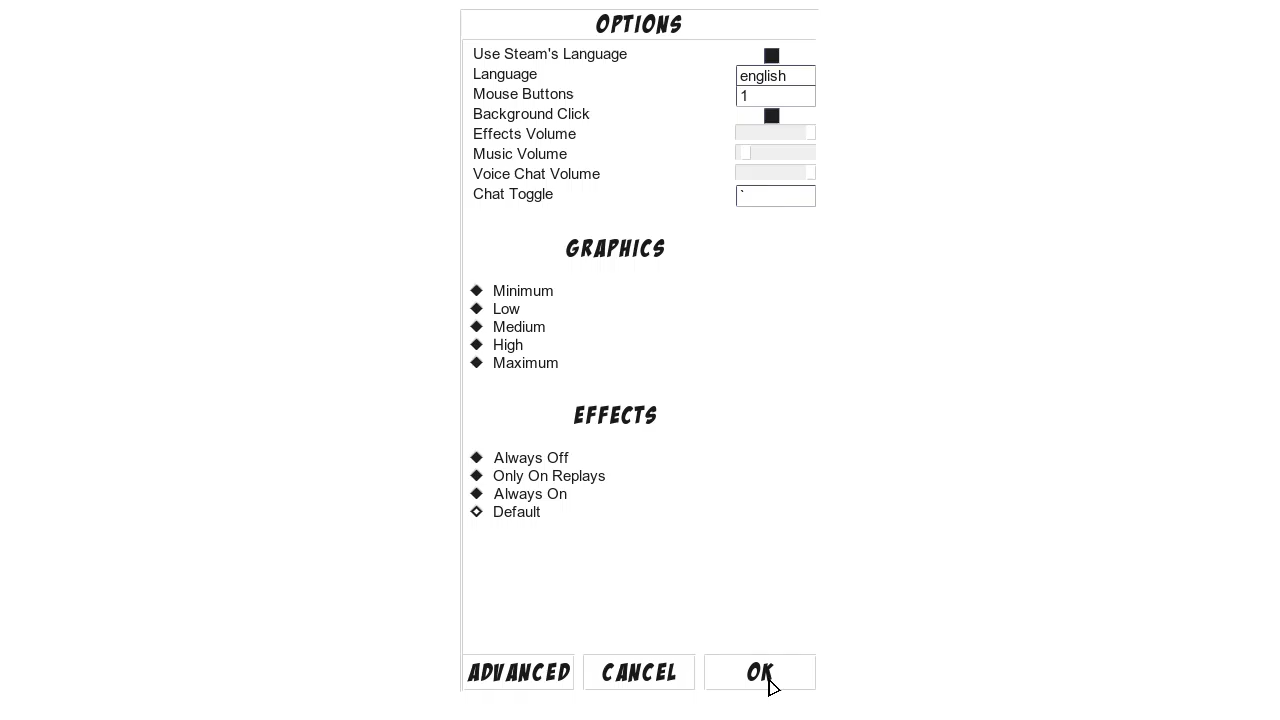 OPTIONS
Use Steam's Language
Language english
Mouse Buttons 1
Background Click
Effects Volume
Music Volume
Voice Chat Volume
Chat Toggle `
GRAPHICS
Minimum
Low
Medium
High
Maximum
EFFECTS
Always Off
Only On Replays
Always On
Default
ADVANCED CANCEL OK